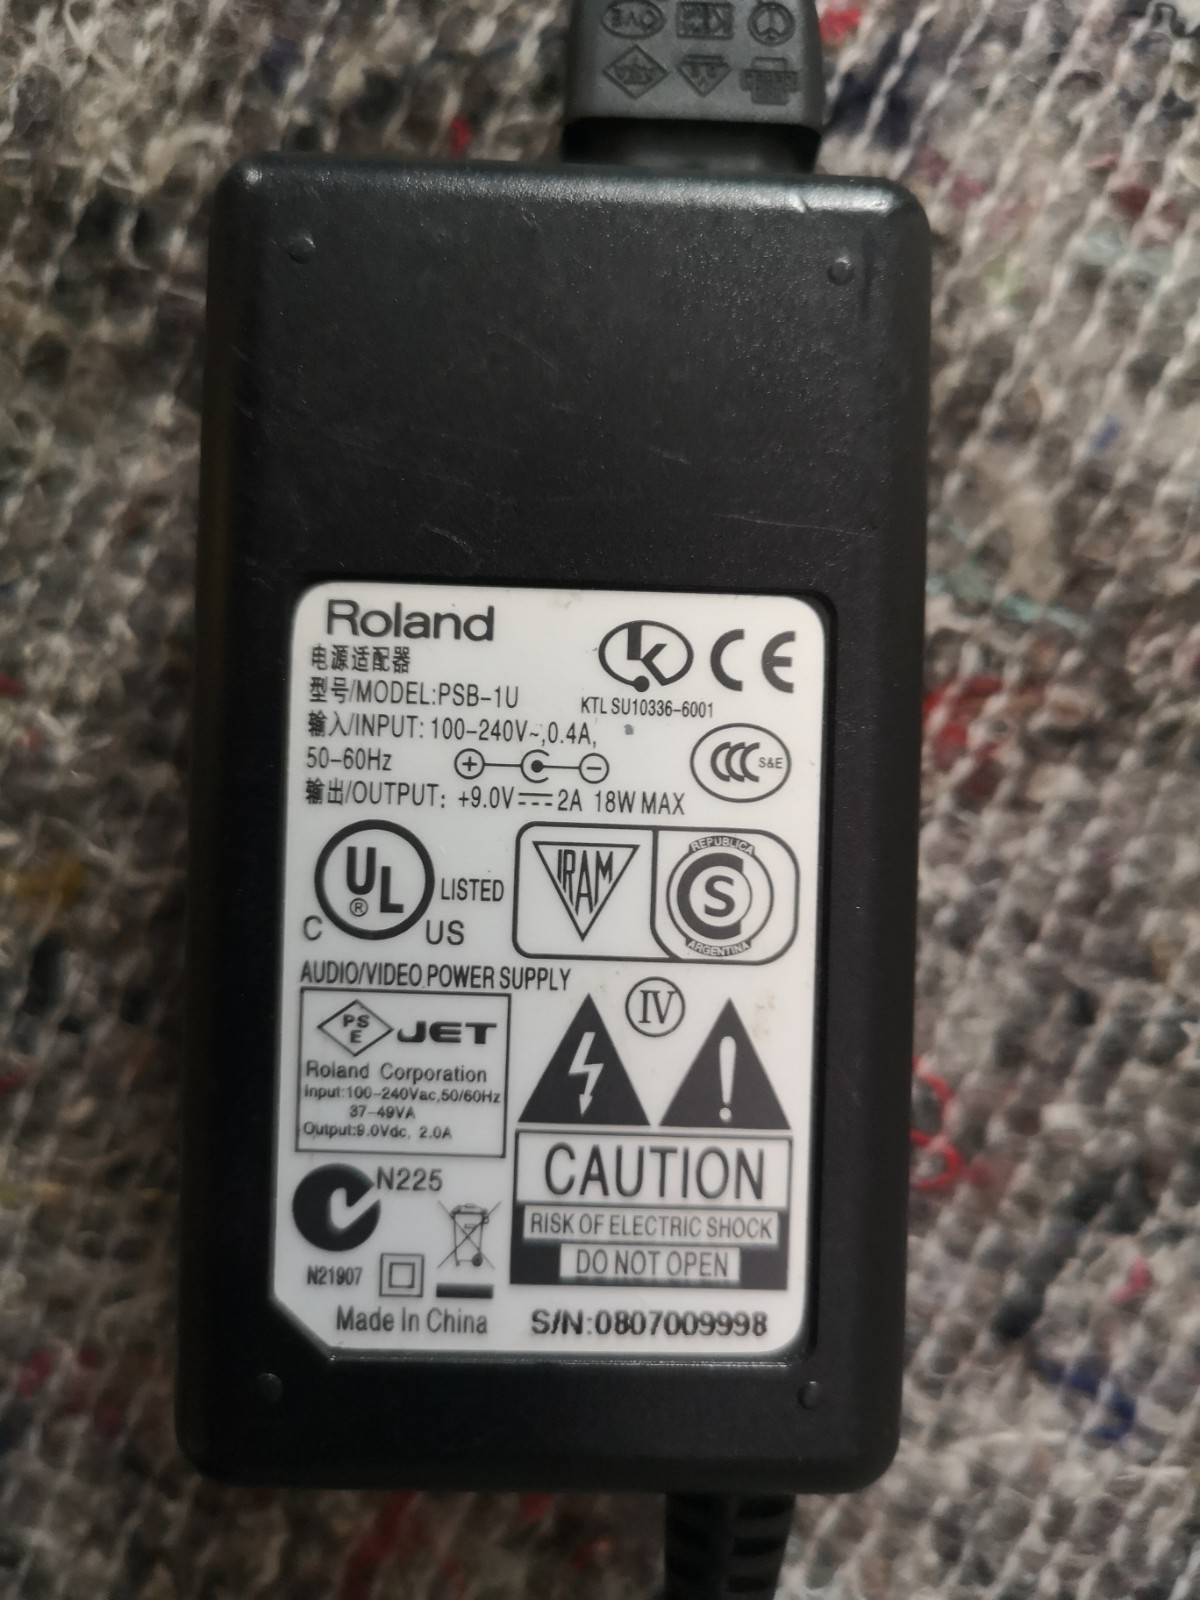 Roland
电源适配器
型号/MODEL:PSB-1U
KTL SU10336-6001
CE
输入/INPUT: 100-240V~,0.4A,
50-60Hz
CCC S&E
输出/OUTPUT: +9.0V 2A 18W MAX
UL ® LISTED
C US
IRAM
REPUBLICA
S
ARGENTINA
AUDIO/VIDEO POWER SUPPLY
IV
PS
E
JET
Roland Corporation
Input:100-240Vac,50/60Hz
37-49VA
Output:9.0Vdc, 2.0A
CAUTION
RISK OF ELECTRIC SHOCK
DO NOT OPEN
N225
N21907
Made In China
S/N:0807009998